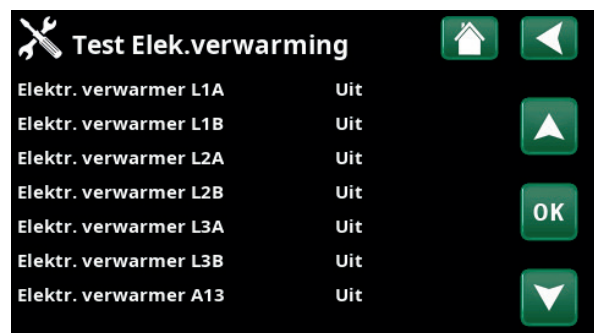 Test Elek.verwarming
Elektr. verwarmer L1A Uit
Elektr. verwarmer L1B Uit
Elektr. verwarmer L2A Uit
Elektr. verwarmer L2B Uit
OK
Elektr. verwarmer L3A Uit
Elektr. verwarmer L3B Uit
Elektr. verwarmer A13 Uit